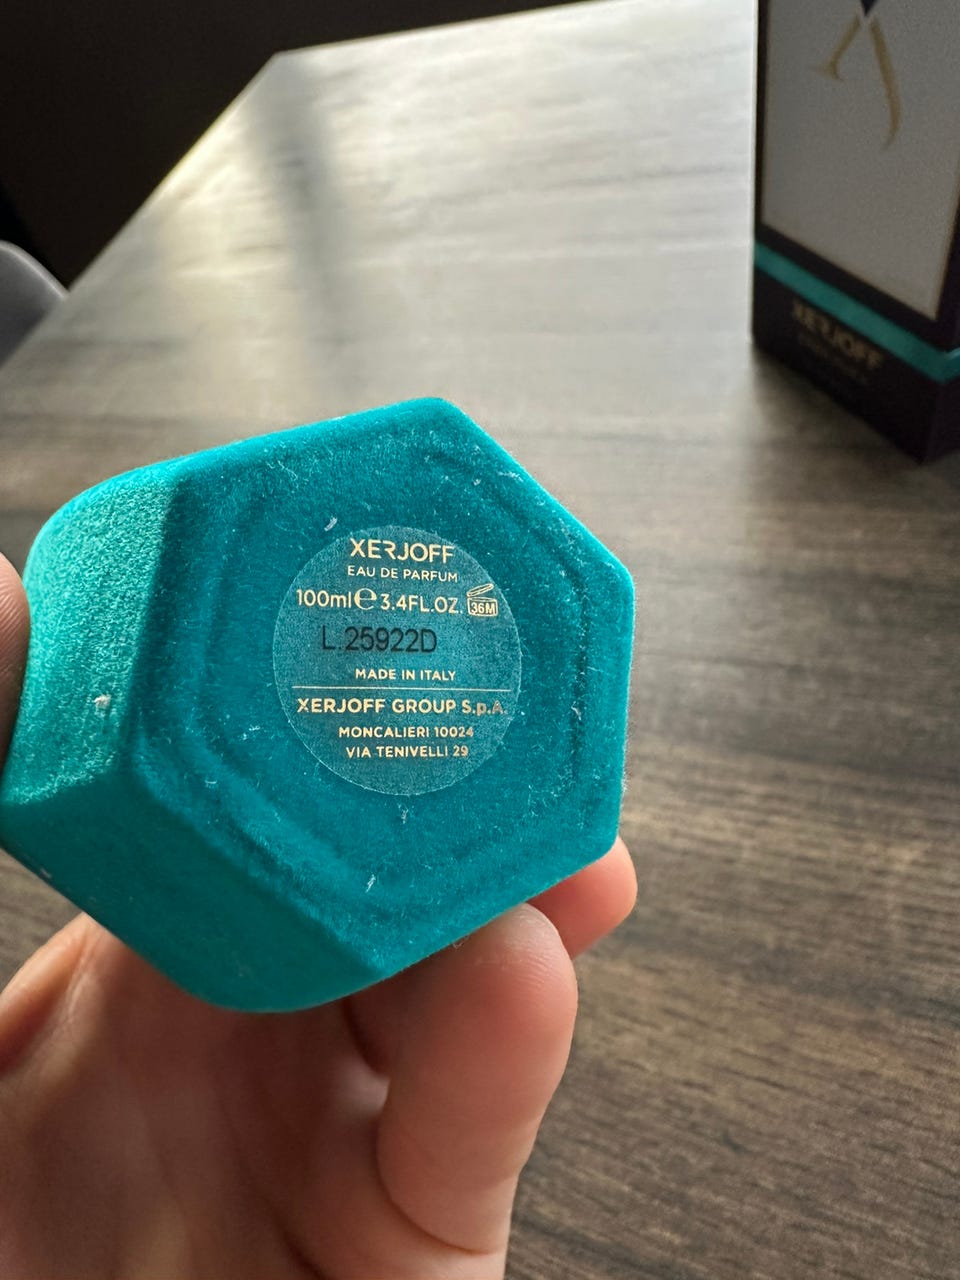 XERJOFF
XERJOFF
EAU DE PARFUM
100ml℮ 3.4FL.OZ. 36M
L.25922D
MADE IN ITALY
XERJOFF GROUP S.p.A.
MONCALIERI 10024
VIA TENIVELLI 29